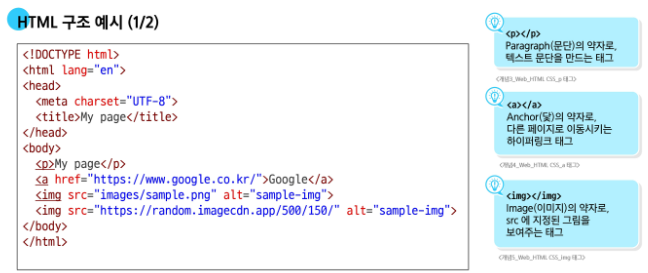 HTML 구조 예시 (1/2)
<!DOCTYPE html>
<html lang="en">
<head>
  <meta charset="UTF-8">
  <title>My page</title>
</head>
<body>
  <p>My page</p>
  <a href="https://www.google.co.kr/">Google</a>
  <img src="images/sample.png" alt="sample-img">
  <img src="https://random.imagecdn.app/500/150/" alt="sample-img">
</body>
</html>
<p></p>
Paragraph(문단)의 약자로,
텍스트 문단을 만드는 태그
<개념3_Web_HTML CSS_p 태그>
<a></a>
Anchor(닻)의 약자로,
다른 페이지로 이동시키는
하이퍼링크 태그
<개념4_Web_HTML CSS_a 태그>
<img></img>
Image(이미지)의 약자로,
src 에 지정된 그림을
보여주는 태그
<개념5_Web_HTML CSS_img 태그>